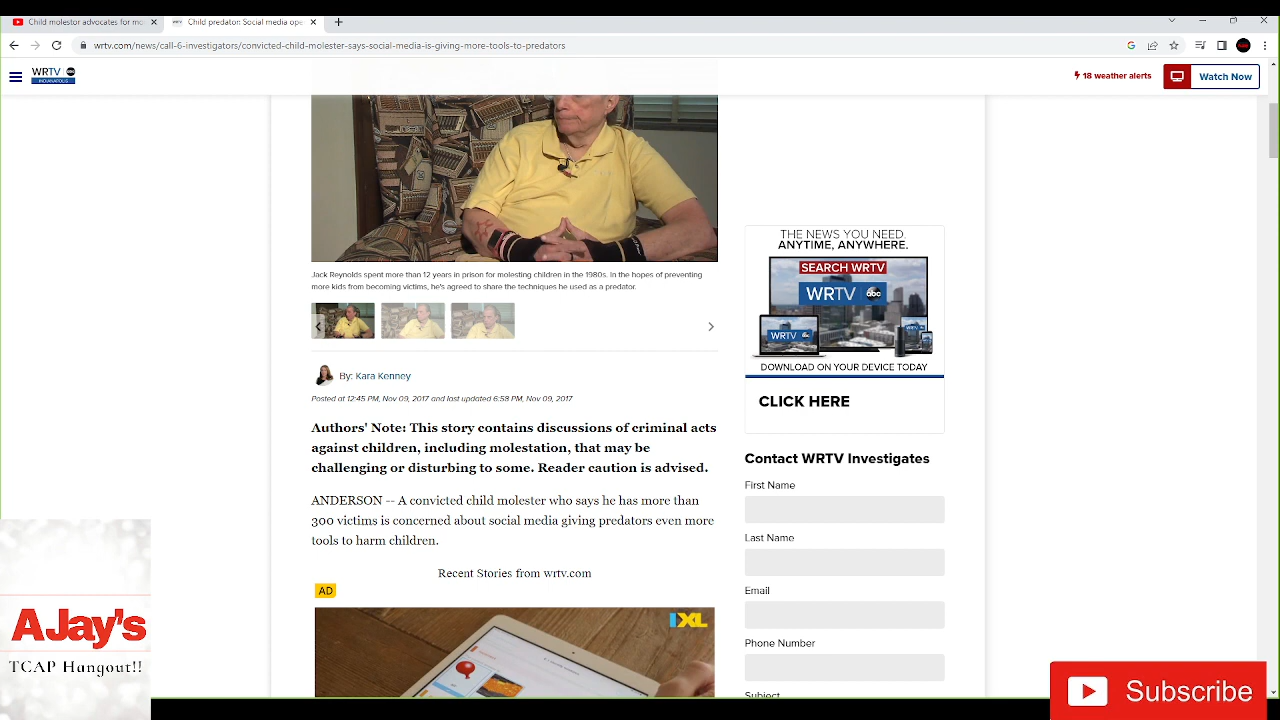 Child molestor advocates for mo
Child predator: Social media ope
wrtv.com/news/call-6-investigators/convicted-child-molester-says-social-media-is-giving-more-tools-to-predators
WRTV abc
INDIANAPOLIS
18 weather alerts
Watch Now
Jack Reynolds spent more than 12 years in prison for molesting children in the 1980s. In the hopes of preventing
more kids from becoming victims, he's agreed to share the techniques he used as a predator.
By: Kara Kenney
Posted at 12:45 PM, Nov 09, 2017 and last updated 6:58 PM, Nov 09, 2017
Authors' Note: This story contains discussions of criminal acts
against children, including molestation, that may be
challenging or disturbing to some. Reader caution is advised.
ANDERSON -- A convicted child molester who says he has more than
300 victims is concerned about social media giving predators even more
tools to harm children.
Recent Stories from wrtv.com
AD
IXL
THE NEWS YOU NEED.
ANYTIME, ANYWHERE.
SEARCH WRTV
WRTV abc
WRTV
DOWNLOAD ON YOUR DEVICE TODAY
CLICK HERE
Contact WRTV Investigates
First Name
Last Name
Email
Phone Number
Subject
AJay's
TCAP Hangout!!
Subscribe